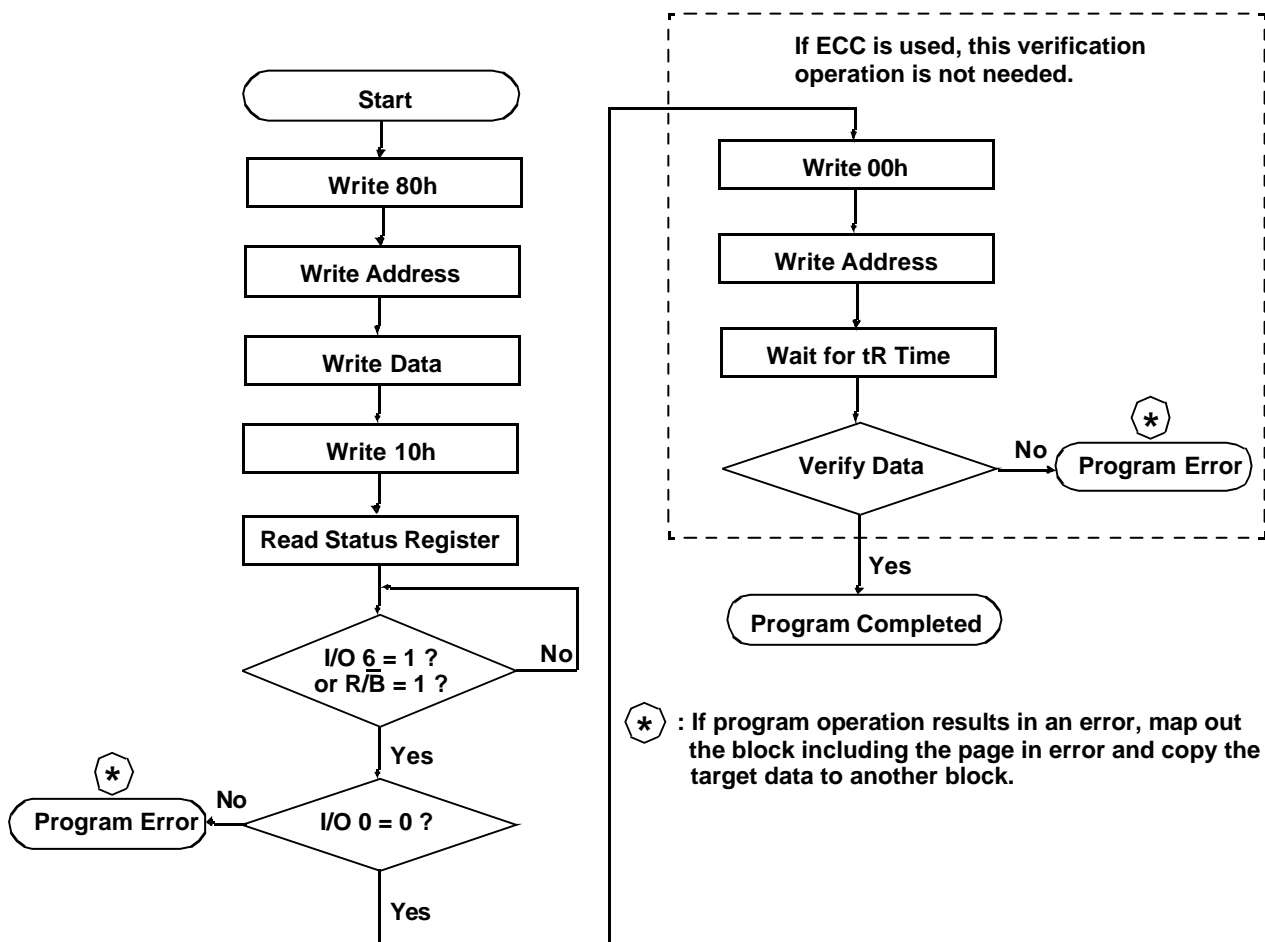 Start
Write 80h
Write Address
Write Data
Write 10h
Read Status Register
I/O 6 = 1 ?
or R/B̅ = 1 ?
No
Yes
*
No
Program Error
I/O 0 = 0 ?
Yes
If ECC is used, this verification
operation is not needed.
Write 00h
Write Address
Wait for tR Time
*
Verify Data
No
Program Error
Yes
Program Completed
* : If program operation results in an error, map out
the block including the page in error and copy the
target data to another block.